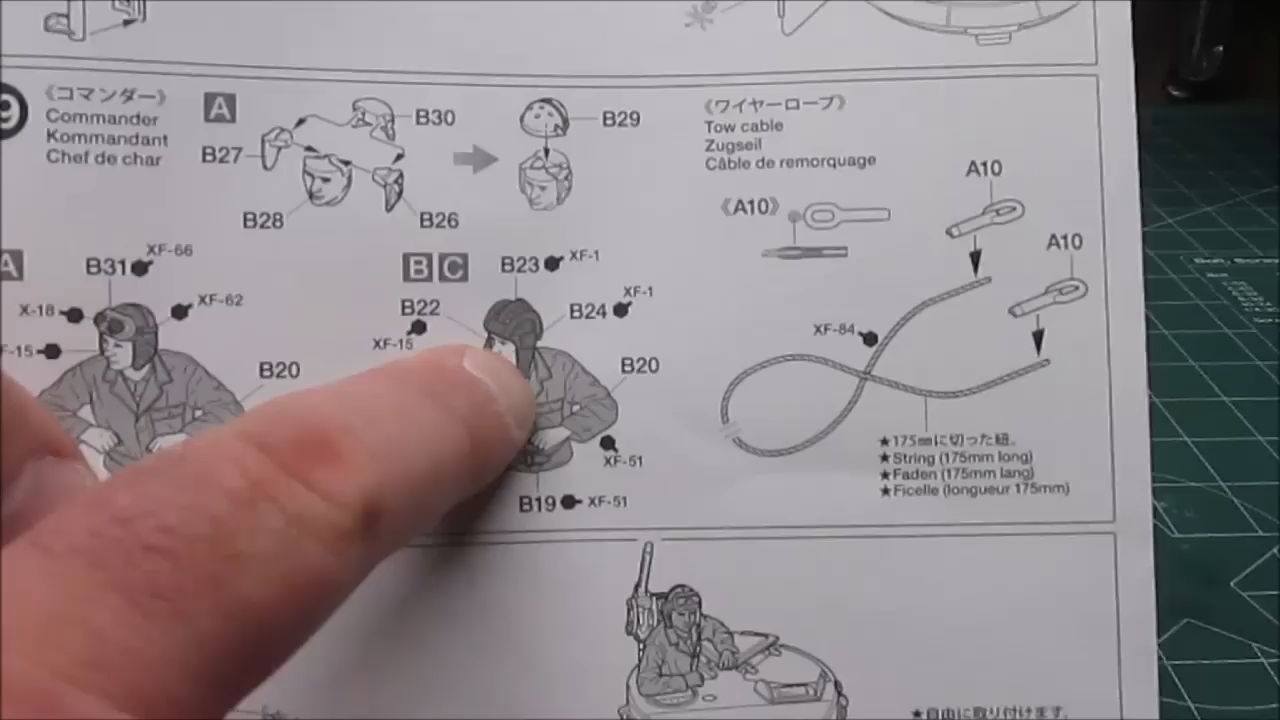 9
《コマンダー》
Commander
Kommandant
Chef de char
A
B30
B27
B28
B26
B29
A
B31
XF-66
X-18
XF-62
F-15
B20
B C
B23
XF-1
B22
XF-15
B24
XF-1
B20
XF-51
B19
XF-51
《ワイヤーロープ》
Tow cable
Zugseil
Câble de remorquage
《A10》
A10
A10
XF-84
★175mmに切った紐。
★String (175mm long)
★Faden (175mm lang)
★Ficelle (longueur 175mm)
★自由に取り付けます。